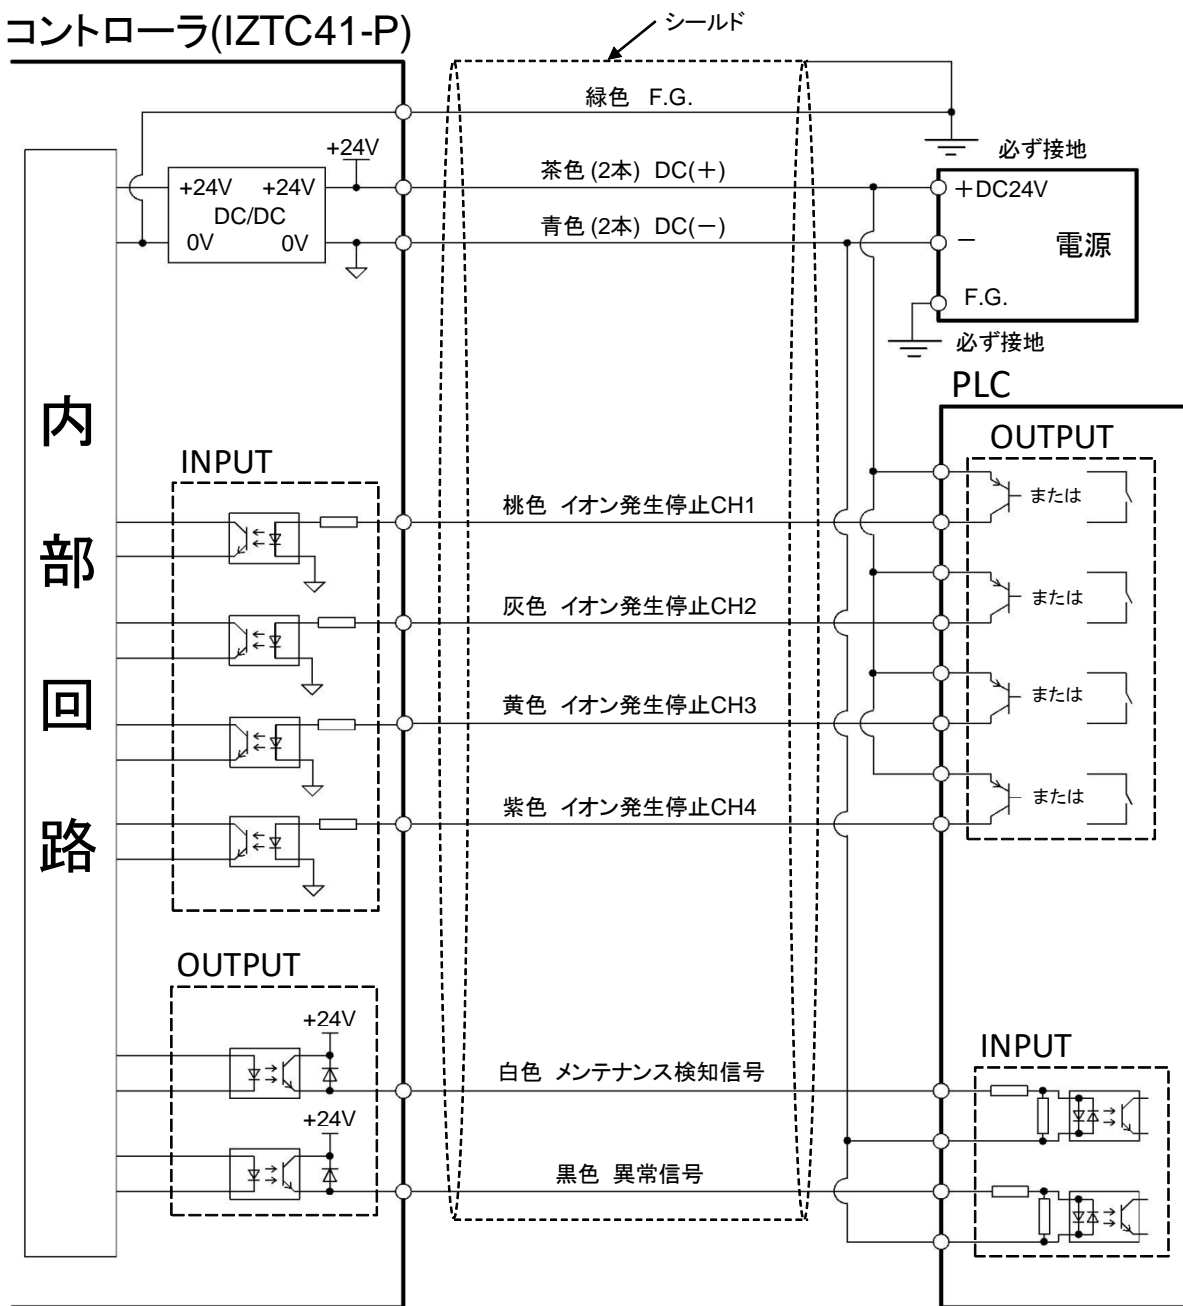 コントローラ(IZTC41-P)
シールド
緑色 F.G.
必ず接地
+24V
茶色 (2本) DC(+)
+24V +24V
DC/DC
0V 0V
青色 (2本) DC(-)
+DC24V
-
電源
F.G.
必ず接地
PLC
OUTPUT
INPUT
内部回路
桃色 イオン発生停止CH1
または
灰色 イオン発生停止CH2
または
黄色 イオン発生停止CH3
または
紫色 イオン発生停止CH4
または
OUTPUT
+24V
INPUT
白色 メンテナンス検知信号
+24V
黒色 異常信号